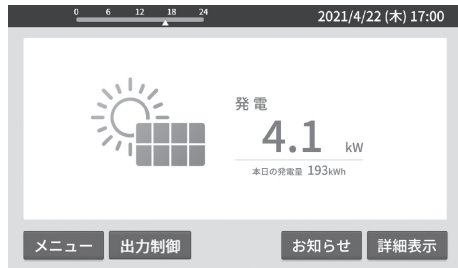 0 6 12 18 24
2021/4/22 (木) 17:00
発電
4.1 kW
本日の発電量 193kWh
メニュー 出力制御 お知らせ 詳細表示